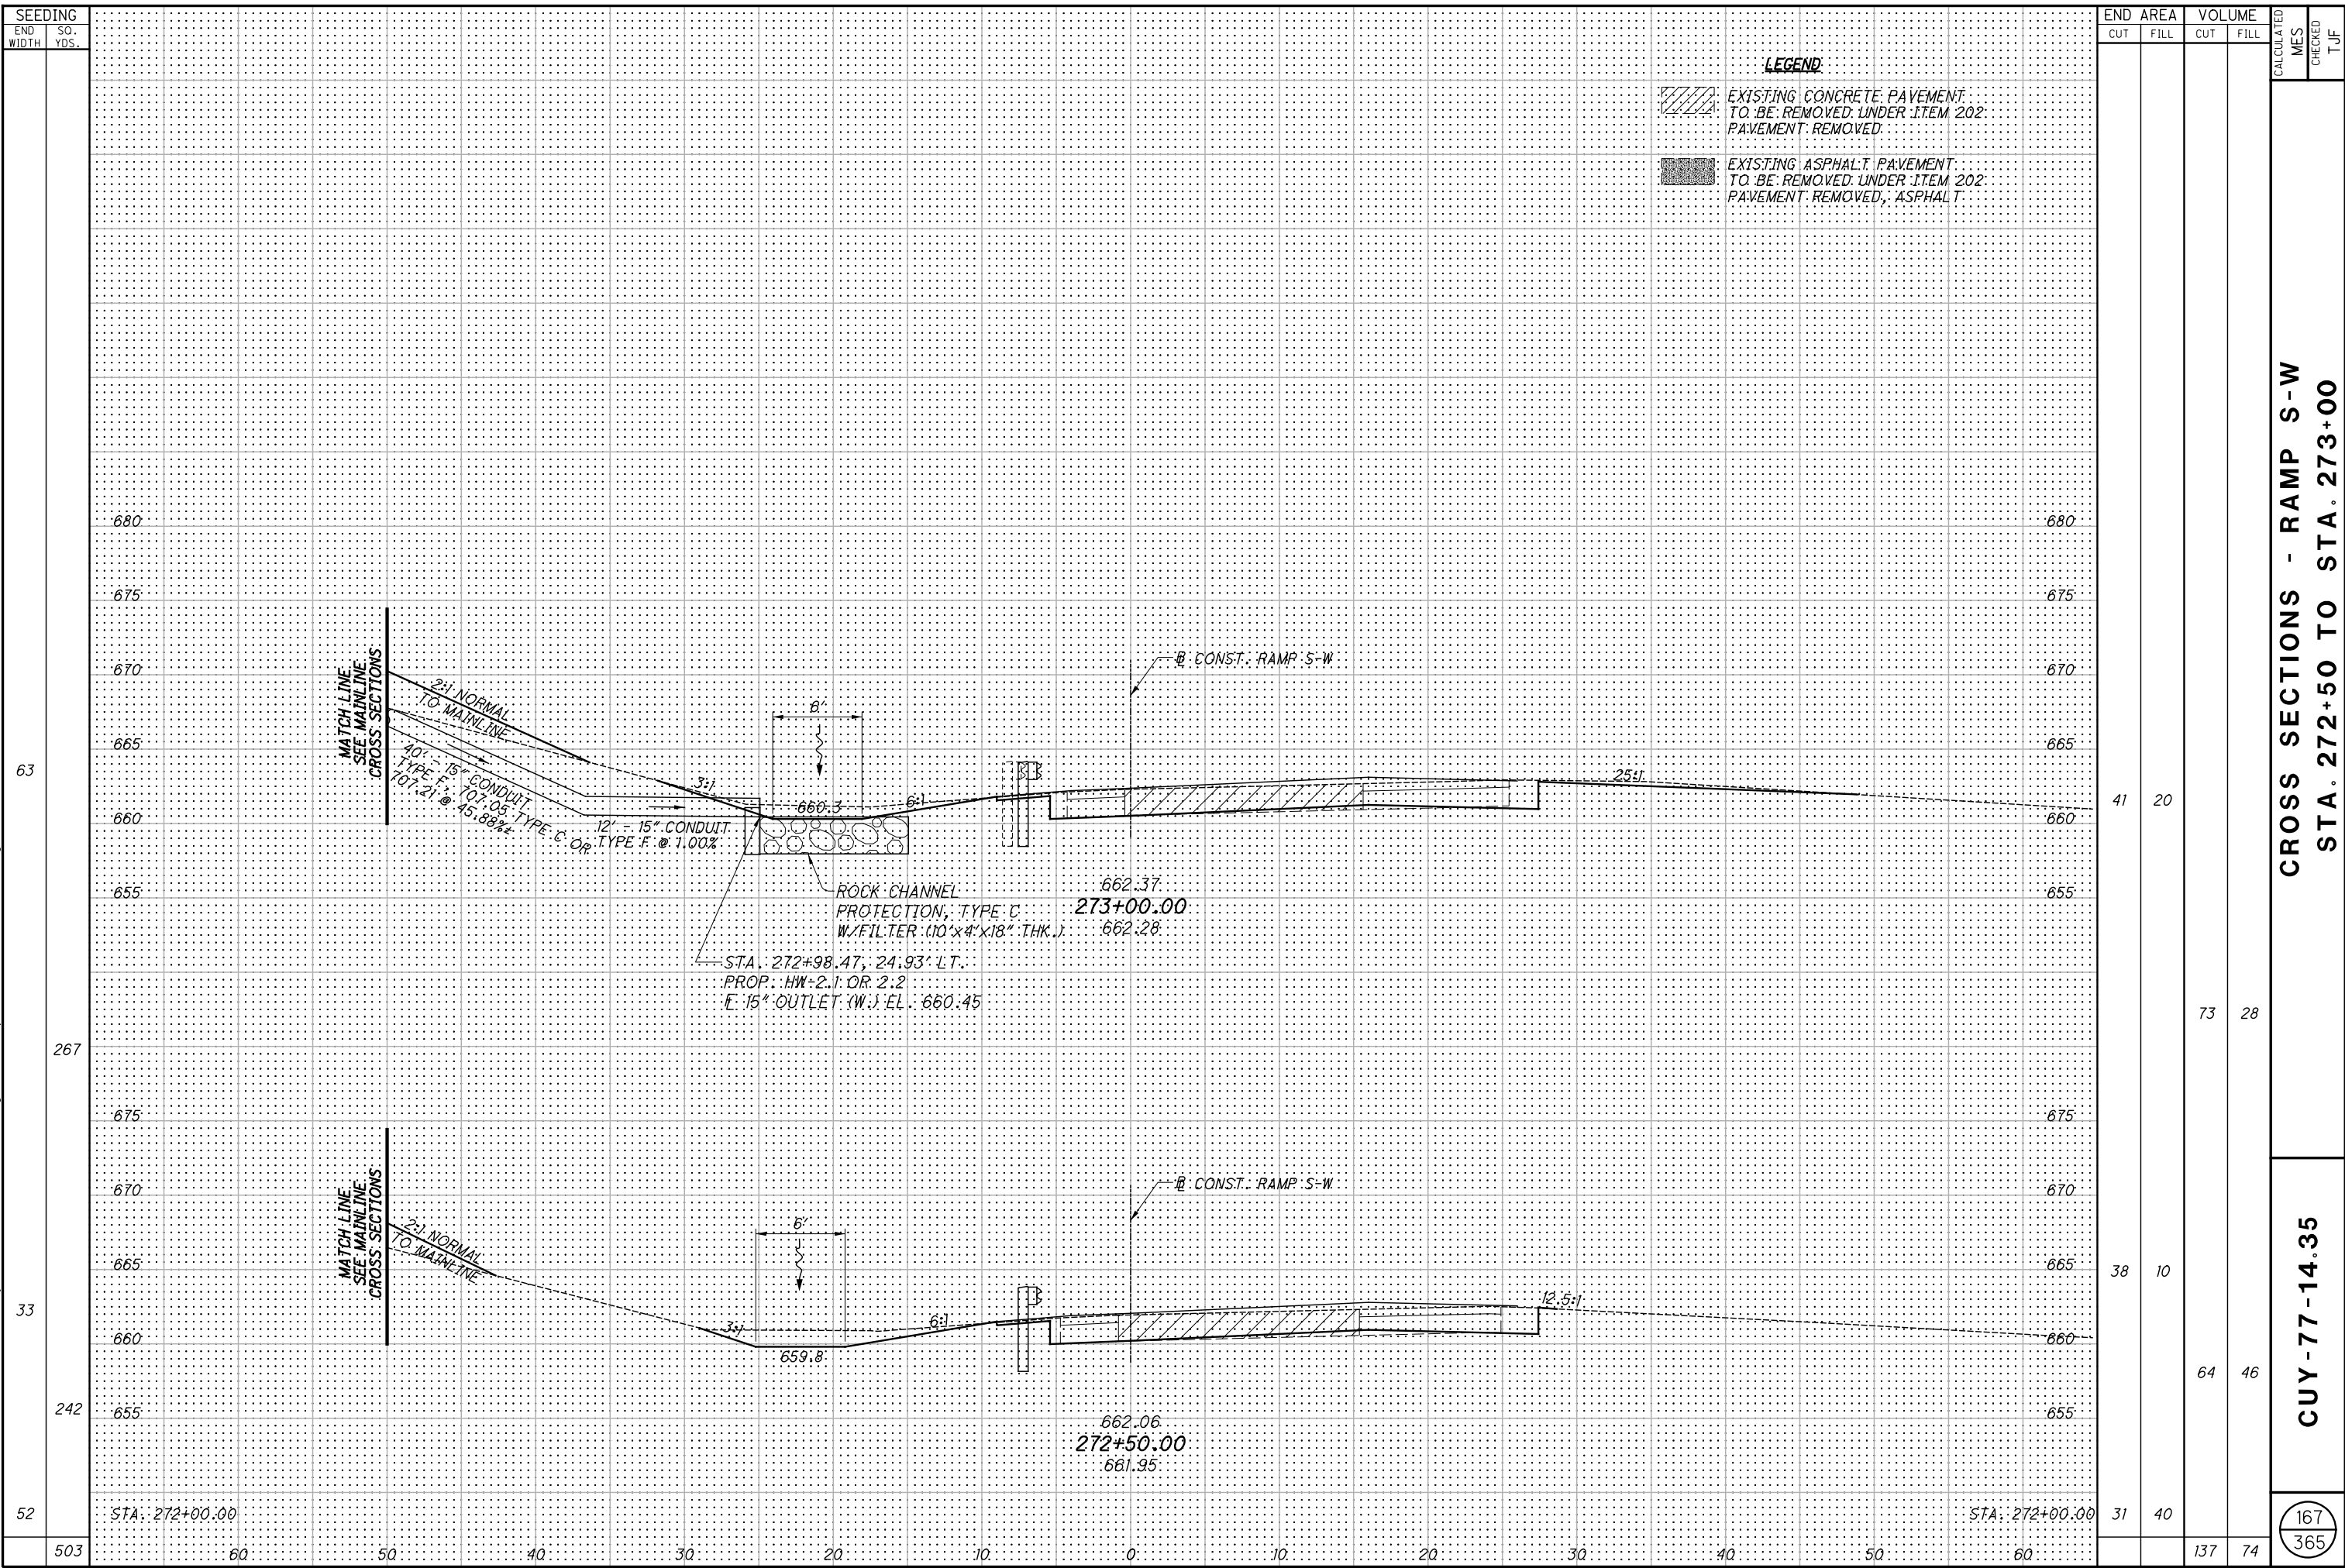 SEEDING
END WIDTH
SQ. YDS.
END AREA
VOLUME
CUT
FILL
CUT
FILL
CALCULATED
MES
CHECKED
TJF
LEGEND
EXISTING CONCRETE PAVEMENT
TO BE REMOVED UNDER ITEM 202
PAVEMENT REMOVED
EXISTING ASPHALT PAVEMENT
TO BE REMOVED UNDER ITEM 202
PAVEMENT REMOVED, ASPHALT
CROSS SECTIONS - RAMP S-W
STA. 272+50 TO STA. 273+00
680
680
675
675
670
670
665
665
660
660
655
655
MATCH LINE
SEE MAINLINE
CROSS SECTIONS
2:1 NORMAL
TO MAINLINE
40' - 15" CONDUIT
TYPE F, 707.05 TYPE C OR
707.21 @ 45.88%±
12' - 15" CONDUIT
TYPE F @ 1.00%
3:1
6'
660.3
6:1
℄ CONST. RAMP S-W
25:1
63
41
20
ROCK CHANNEL
PROTECTION, TYPE C
W/FILTER (10'x4'x18" THK.)
662.37
273+00.00
662.28
STA. 272+98.47, 24.93' LT.
PROP. HW-2.1 OR 2.2
15" OUTLET (W.) EL. 660.45
73
28
267
675
675
670
670
665
665
660
660
655
655
MATCH LINE
SEE MAINLINE
CROSS SECTIONS
2:1 NORMAL
TO MAINLINE
3:1
6'
659.8
6:1
℄ CONST. RAMP S-W
12.5:1
38
10
33
64
46
242
662.06
272+50.00
661.95
52
STA. 272+00.00
STA. 272+00.00
31
40
503
60
50
40
30
20
10
0
10
20
30
40
50
60
137
74
CUY-77-14.35
167
365